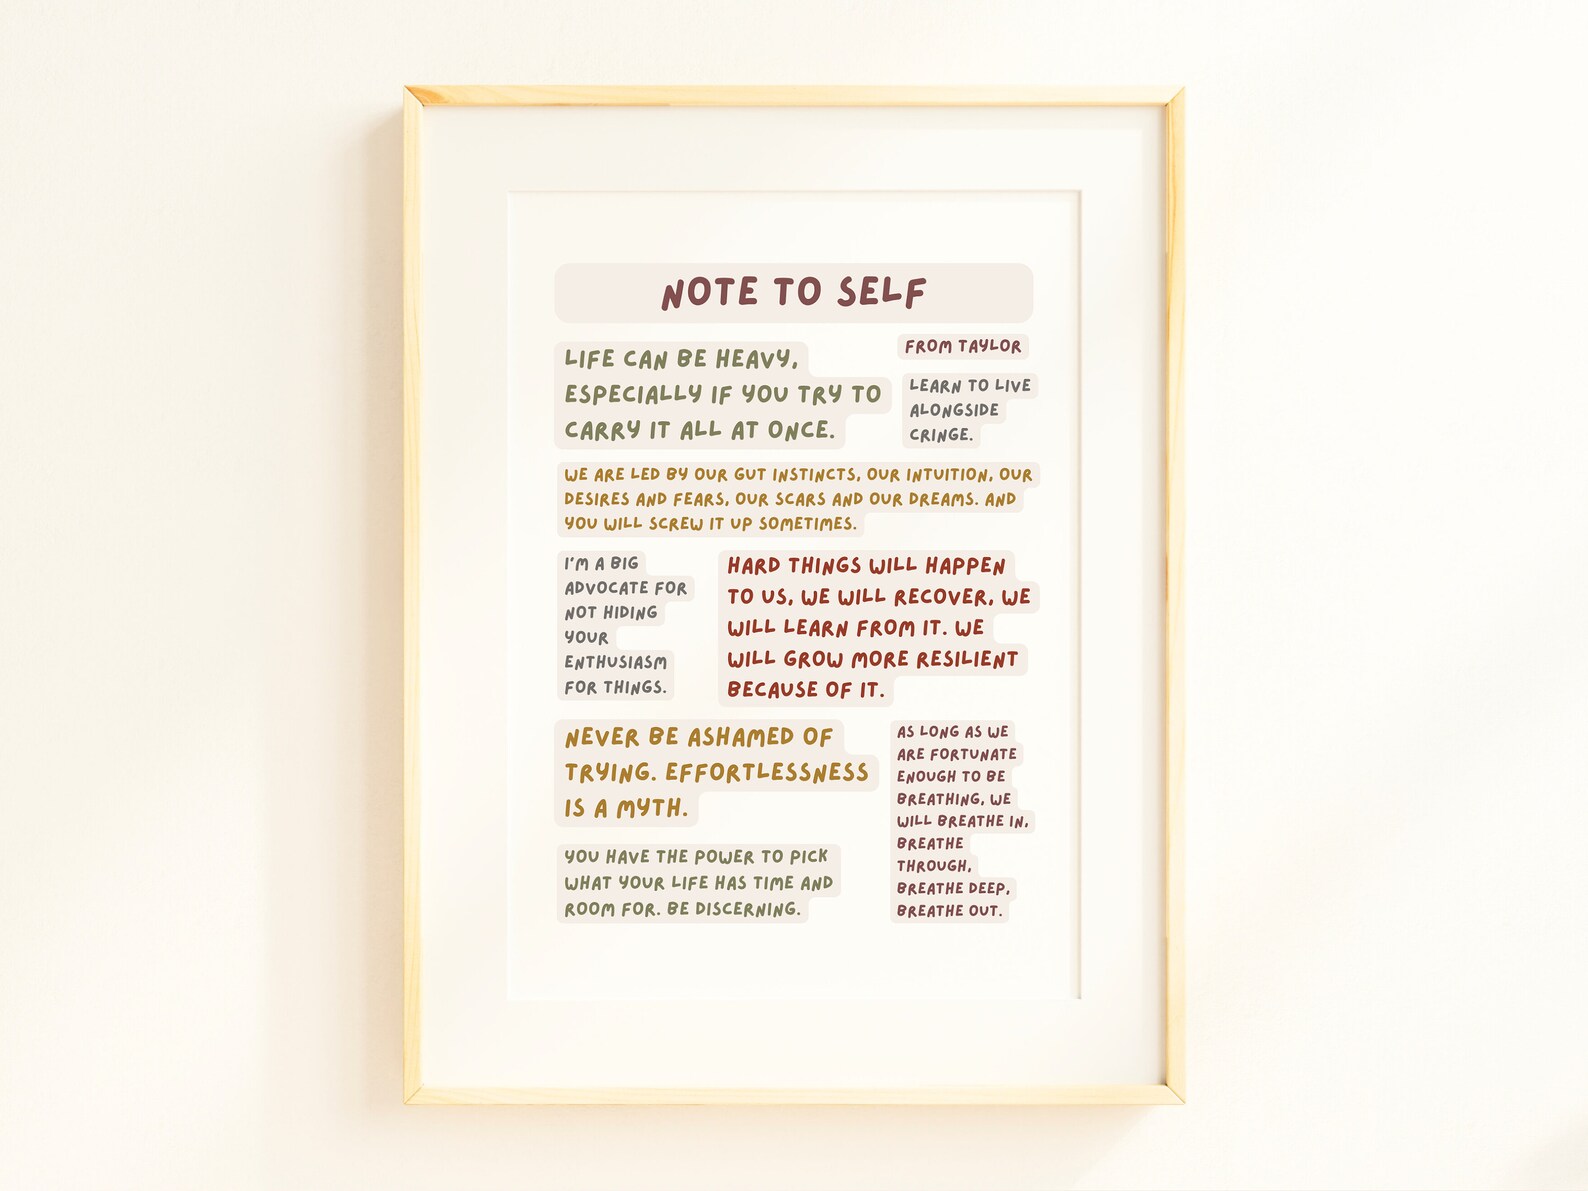 NOTE TO SELF
FROM TAYLOR
LIFE CAN BE HEAVY,
ESPECIALLY IF YOU TRY TO
CARRY IT ALL AT ONCE.
LEARN TO LIVE
ALONGSIDE
CRINGE.
WE ARE LED BY OUR GUT INSTINCTS, OUR INTUITION, OUR
DESIRES AND FEARS, OUR SCARS AND OUR DREAMS. AND
YOU WILL SCREW IT UP SOMETIMES.
I'M A BIG
ADVOCATE FOR
NOT HIDING
YOUR
ENTHUSIASM
FOR THINGS.
HARD THINGS WILL HAPPEN
TO US, WE WILL RECOVER, WE
WILL LEARN FROM IT. WE
WILL GROW MORE RESILIENT
BECAUSE OF IT.
NEVER BE ASHAMED OF
TRYING. EFFORTLESSNESS
IS A MYTH.
YOU HAVE THE POWER TO PICK
WHAT YOUR LIFE HAS TIME AND
ROOM FOR. BE DISCERNING.
AS LONG AS WE
ARE FORTUNATE
ENOUGH TO BE
BREATHING, WE
WILL BREATHE IN,
BREATHE
THROUGH,
BREATHE DEEP,
BREATHE OUT.